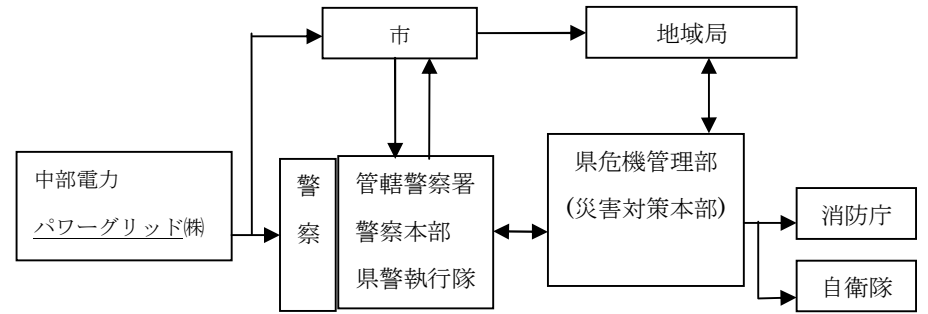 市
地域局
中部電力
パワーグリッド㈱
警
察
管轄警察署
警察本部
県警執行隊
県危機管理部
(災害対策本部)
消防庁
自衛隊